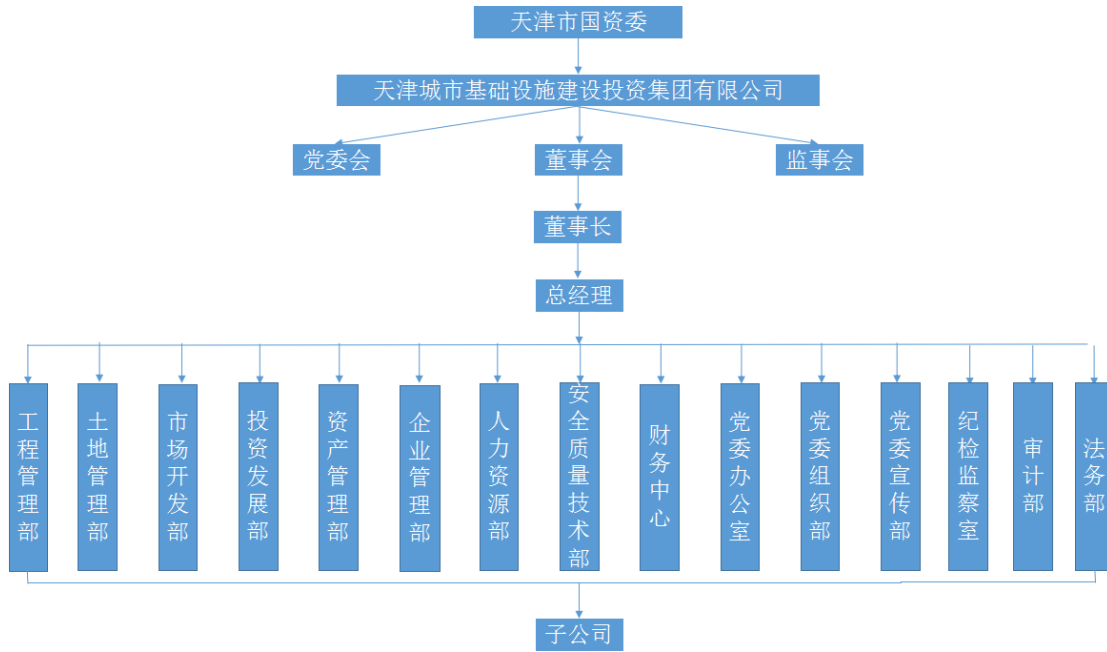 天津市国资委
天津城市基础设施建设投资集团有限公司
党委会
董事会
监事会
董事长
总经理
工程管理部
土地管理部
市场开发部
投资发展部
资产管理部
企业管理部
人力资源部
安全质量技术部
财务中心
党委办公室
党委组织部
党委宣传部
纪检监察室
审计部
法务部
子公司